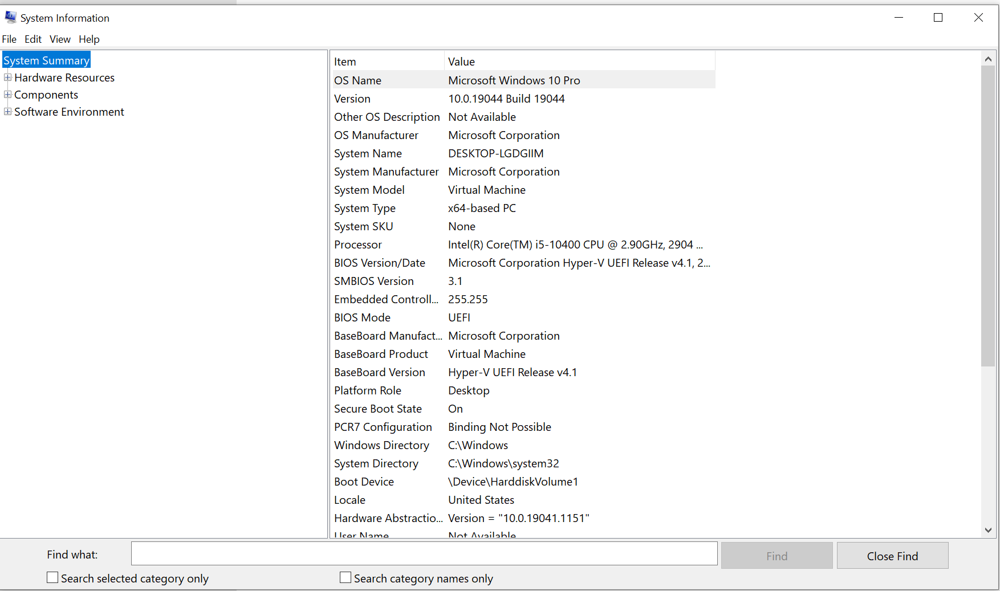 System Information
File Edit View Help
System Summary
Hardware Resources
Components
Software Environment
Item Value
OS Name Microsoft Windows 10 Pro
Version 10.0.19044 Build 19044
Other OS Description Not Available
OS Manufacturer Microsoft Corporation
System Name DESKTOP-LGDGIIM
System Manufacturer Microsoft Corporation
System Model Virtual Machine
System Type x64-based PC
System SKU None
Processor Intel(R) Core(TM) i5-10400 CPU @ 2.90GHz, 2904 ...
BIOS Version/Date Microsoft Corporation Hyper-V UEFI Release v4.1, 2...
SMBIOS Version 3.1
Embedded Controll... 255.255
BIOS Mode UEFI
BaseBoard Manufact... Microsoft Corporation
BaseBoard Product Virtual Machine
BaseBoard Version Hyper-V UEFI Release v4.1
Platform Role Desktop
Secure Boot State On
PCR7 Configuration Binding Not Possible
Windows Directory C:\Windows
System Directory C:\Windows\system32
Boot Device \Device\HarddiskVolume1
Locale United States
Hardware Abstractio... Version = "10.0.19041.1151"
User Name Not Available
Find what: Find Close Find
Search selected category only Search category names only